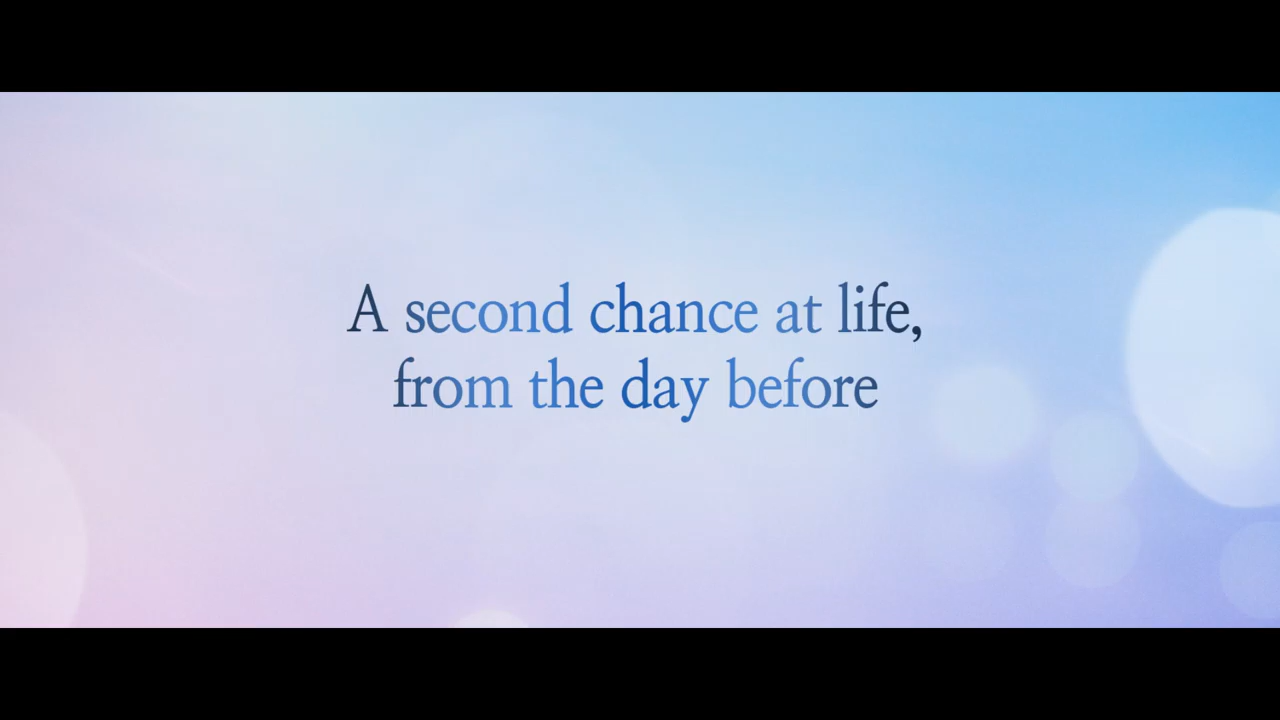 A second chance at life,
from the day before